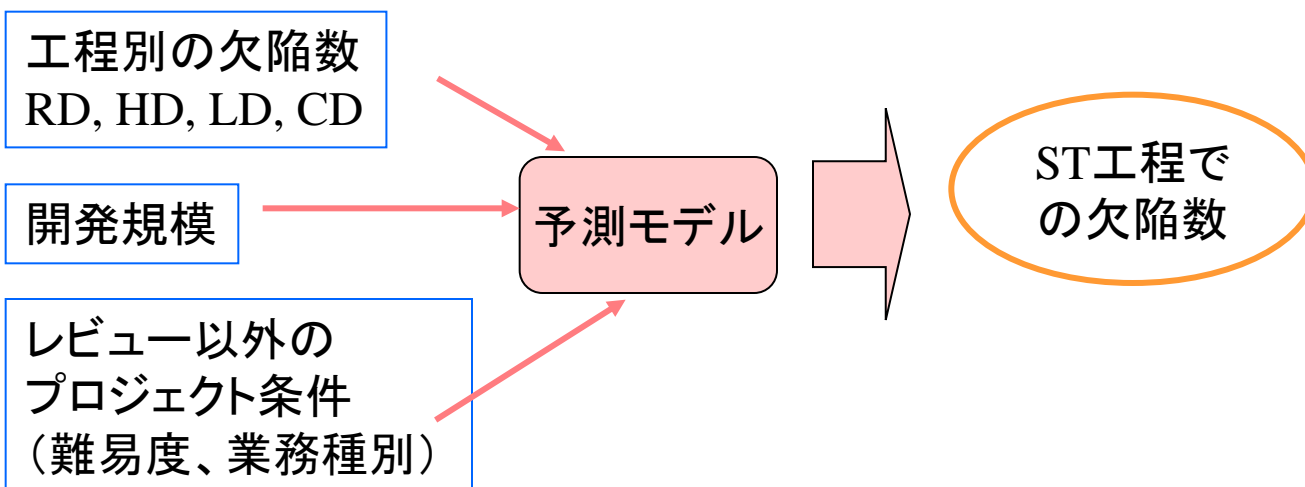 工程別の欠陥数
RD, HD, LD, CD
開発規模
レビュー以外の
プロジェクト条件
（難易度、業務種別）
予測モデル
ST工程で
の欠陥数